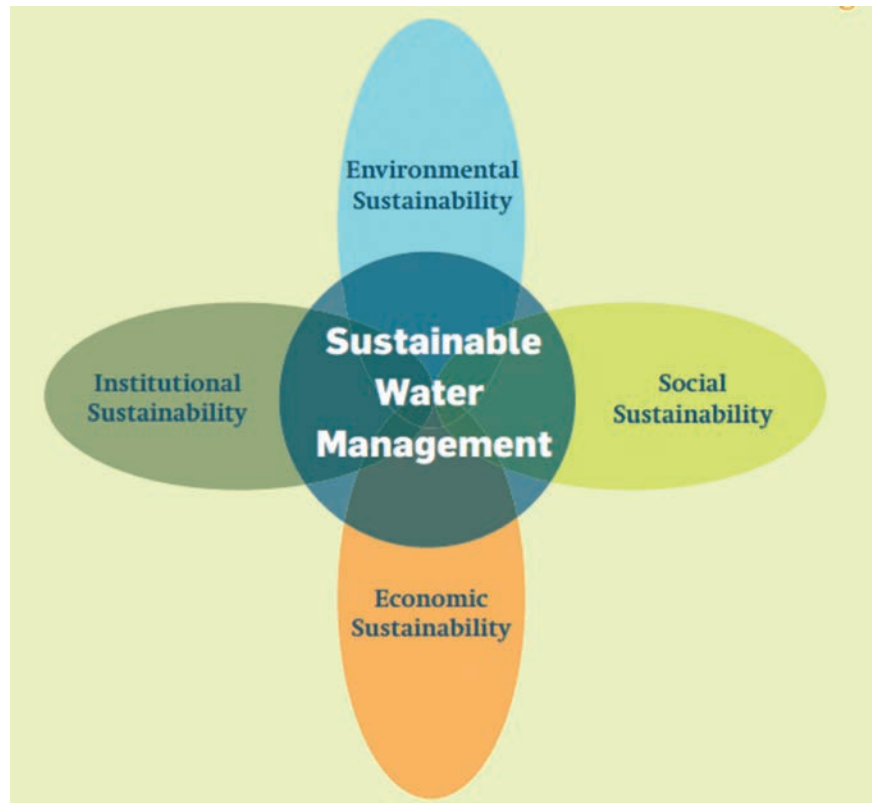 Environmental
Sustainability
Sustainable
Water
Management
Institutional
Sustainability
Social
Sustainability
Economic
Sustainability